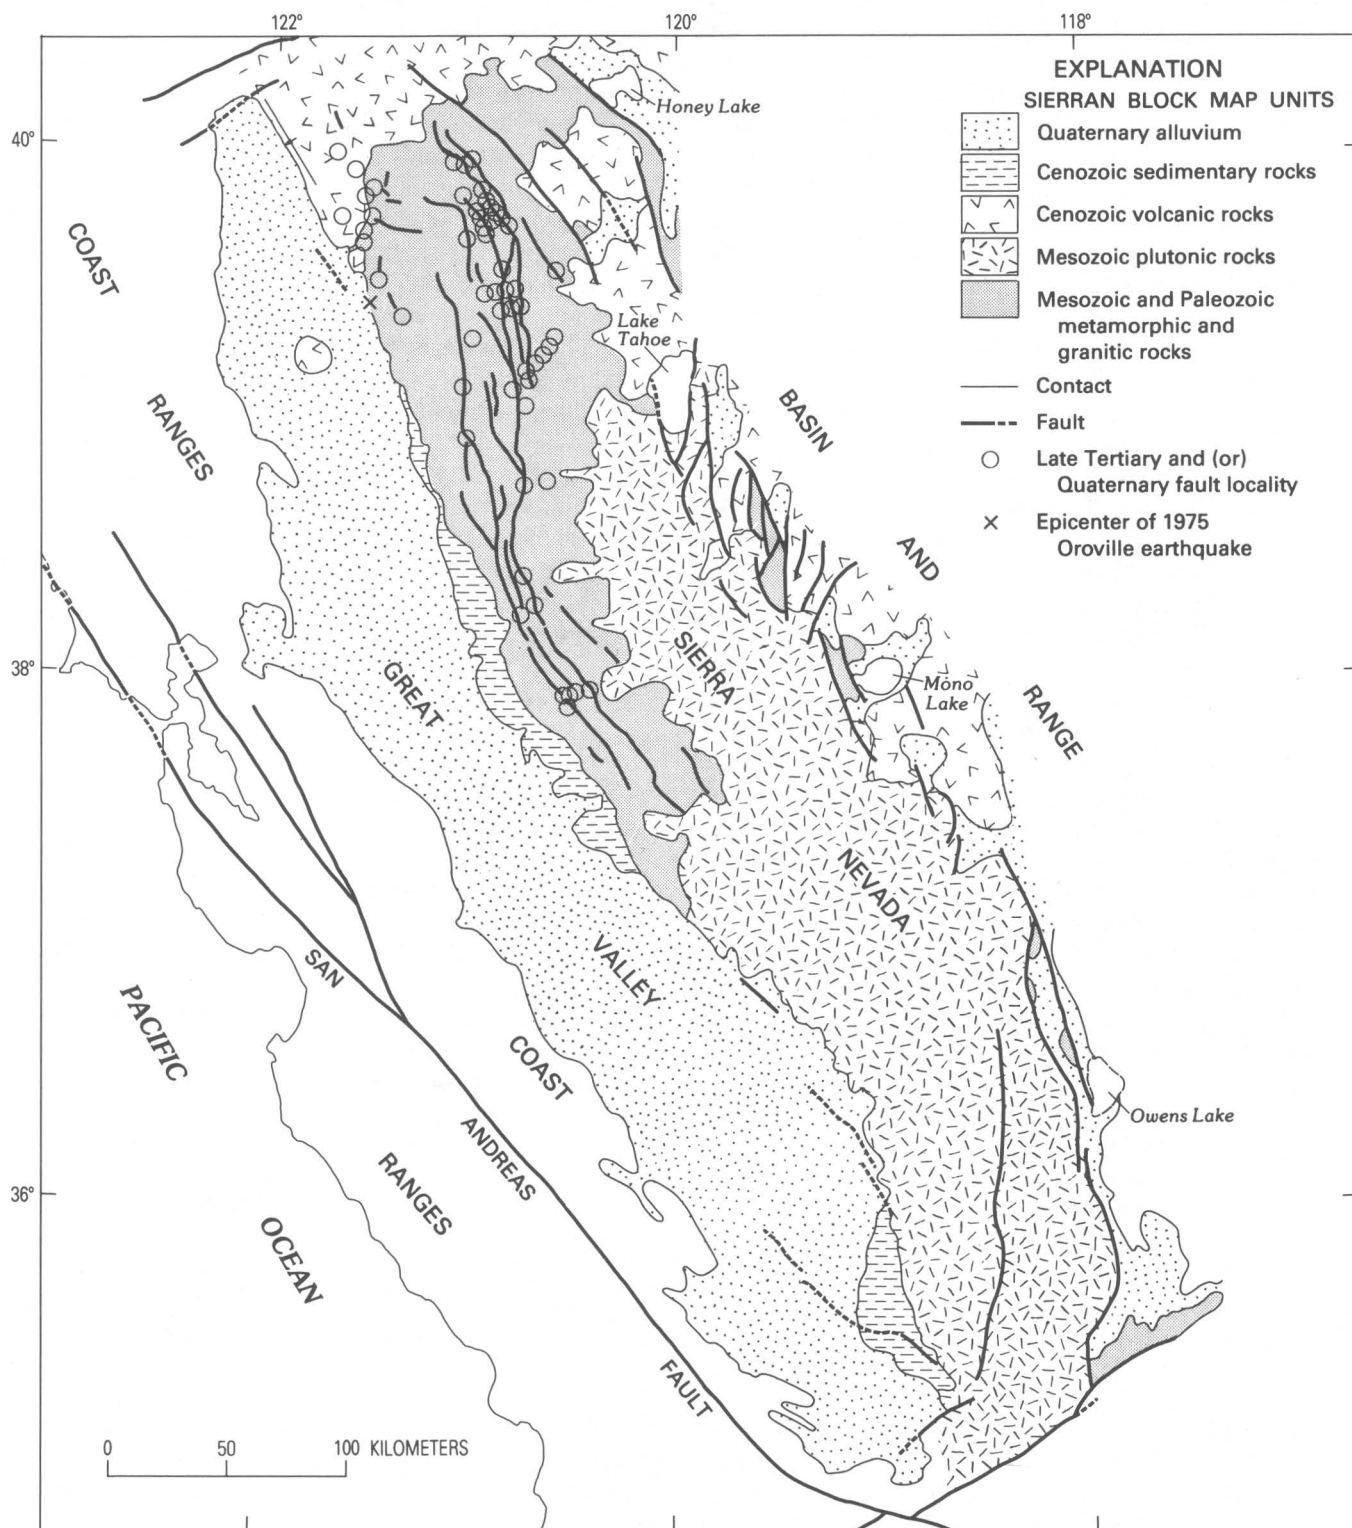 122°
120°
118°
EXPLANATION
SIERRAN BLOCK MAP UNITS
Quaternary alluvium
Cenozoic sedimentary rocks
Cenozoic volcanic rocks
Mesozoic plutonic rocks
Mesozoic and Paleozoic
metamorphic and
granitic rocks
Contact
Fault
Late Tertiary and (or)
Quaternary fault locality
Epicenter of 1975
Oroville earthquake
Honey Lake
40°
COAST
RANGES
Lake
Tahoe
BASIN
AND
RANGE
38°
GREAT
VALLEY
SIERRA
NEVADA
Mono
Lake
SAN
ANDREAS
FAULT
PACIFIC
OCEAN
COAST
RANGES
Owens Lake
36°
0 50 100 KILOMETERS